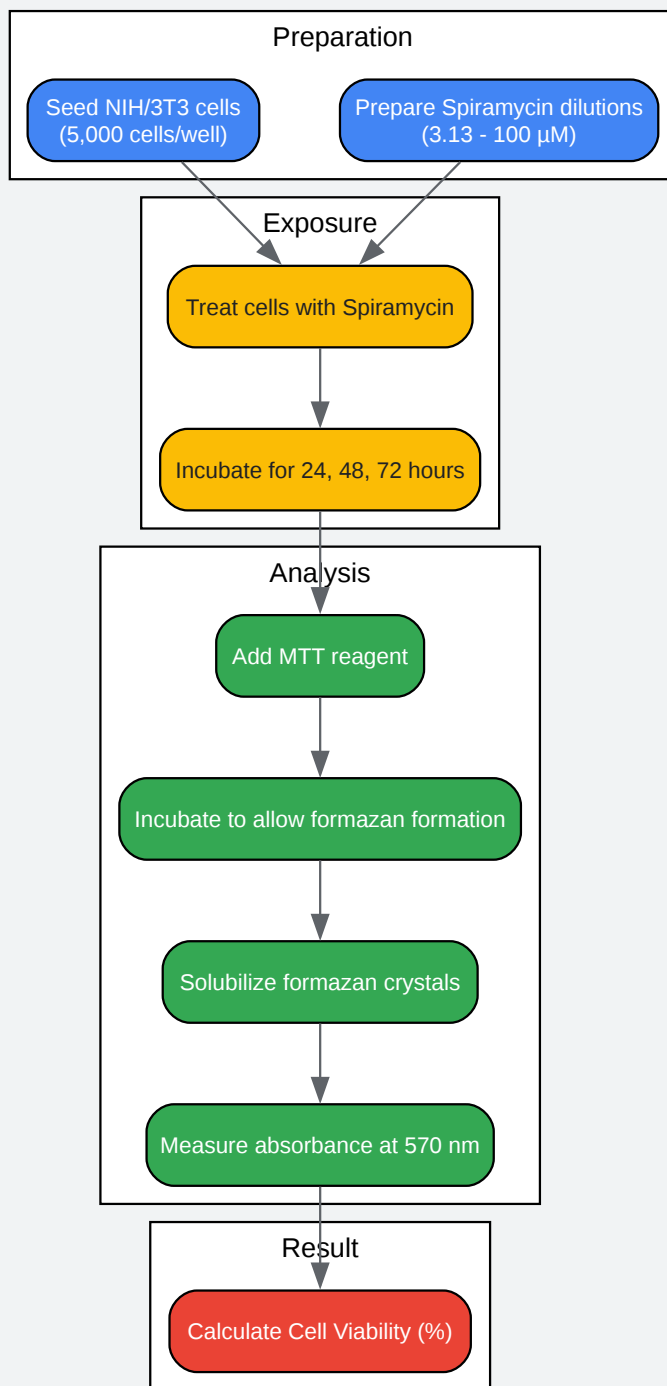 Preparation
Seed NIH/3T3 cells
(5,000 cells/well)
Prepare Spiramycin dilutions
(3.13 - 100 µM)
Exposure
Treat cells with Spiramycin
Incubate for 24, 48, 72 hours
Analysis
Add MTT reagent
Incubate to allow formazan formation
Solubilize formazan crystals
Measure absorbance at 570 nm
Result
Calculate Cell Viability (%)